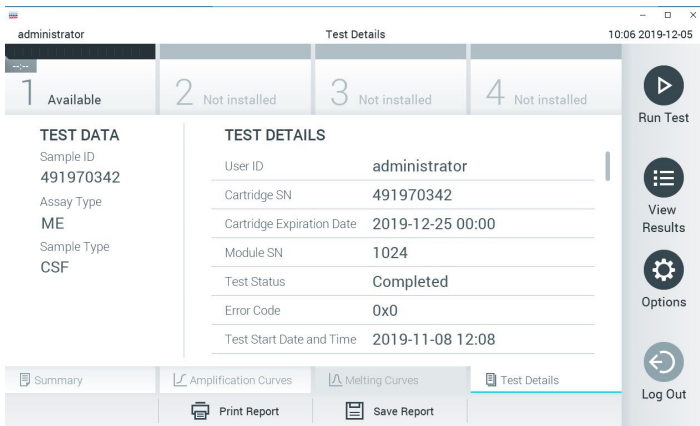 administrator
Test Details
10:06 2019-12-05
--:--
1 Available
2 Not installed
3 Not installed
4 Not installed
Run Test
View
Results
Options
Log Out
TEST DATA
Sample ID
491970342
Assay Type
ME
Sample Type
CSF
TEST DETAILS
User ID administrator
Cartridge SN 491970342
Cartridge Expiration Date 2019-12-25 00:00
Module SN 1024
Test Status Completed
Error Code 0x0
Test Start Date and Time 2019-11-08 12:08
Summary
Amplification Curves
Melting Curves
Test Details
Print Report
Save Report